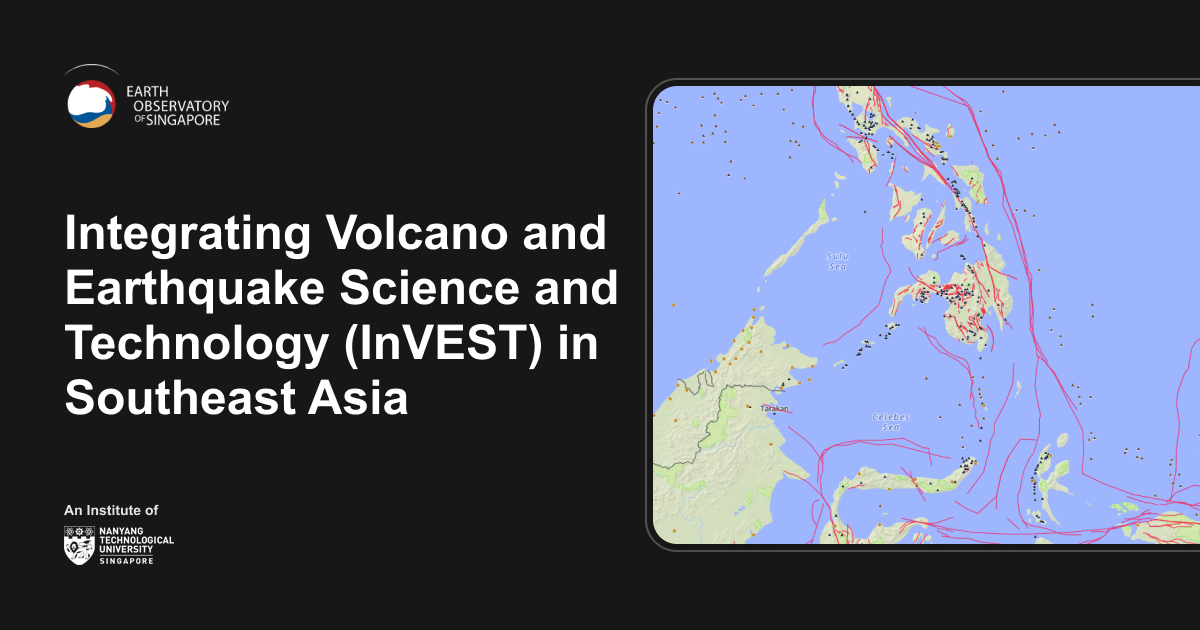 EARTH
OBSERVATORY
OF SINGAPORE
Integrating Volcano and
Earthquake Science and
Technology (InVEST) in
Southeast Asia
An Institute of
NANYANG
TECHNOLOGICAL
UNIVERSITY
SINGAPORE
Sulu
Sea
Tarakan
Celebes
Sea